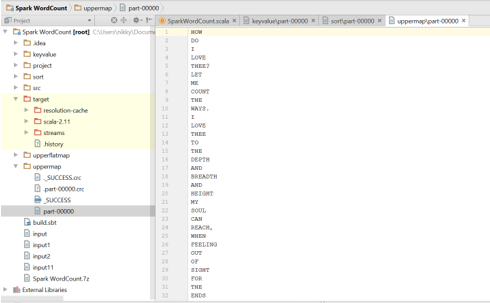 Spark WordCount uppermap part-00000
Project
SparkWordCount.scala keyvalue\part-00000 sort\part-00000 uppermap\part-00000
Spark WordCount [root] C:\Users\nikky\Docume
.idea
keyvalue
project
sort
src
target
resolution-cache
scala-2.11
streams
.history
upperflatmap
uppermap
._SUCCESS.crc
.part-00000.crc
_SUCCESS
part-00000
build.sbt
input
input1
input2
input11
Spark WordCount.7z
External Libraries
1 HOW
2 DO
3 I
4 LOVE
5 THEE?
6 LET
7 ME
8 COUNT
9 THE
10 WAYS.
11 I
12 LOVE
13 THEE
14 TO
15 THE
16 DEPTH
17 AND
18 BREADTH
19 AND
20 HEIGHT
21 MY
22 SOUL
23 CAN
24 REACH,
25 WHEN
26 FEELING
27 OUT
28 OF
29 SIGHT
30 FOR
31 THE
32 ENDS